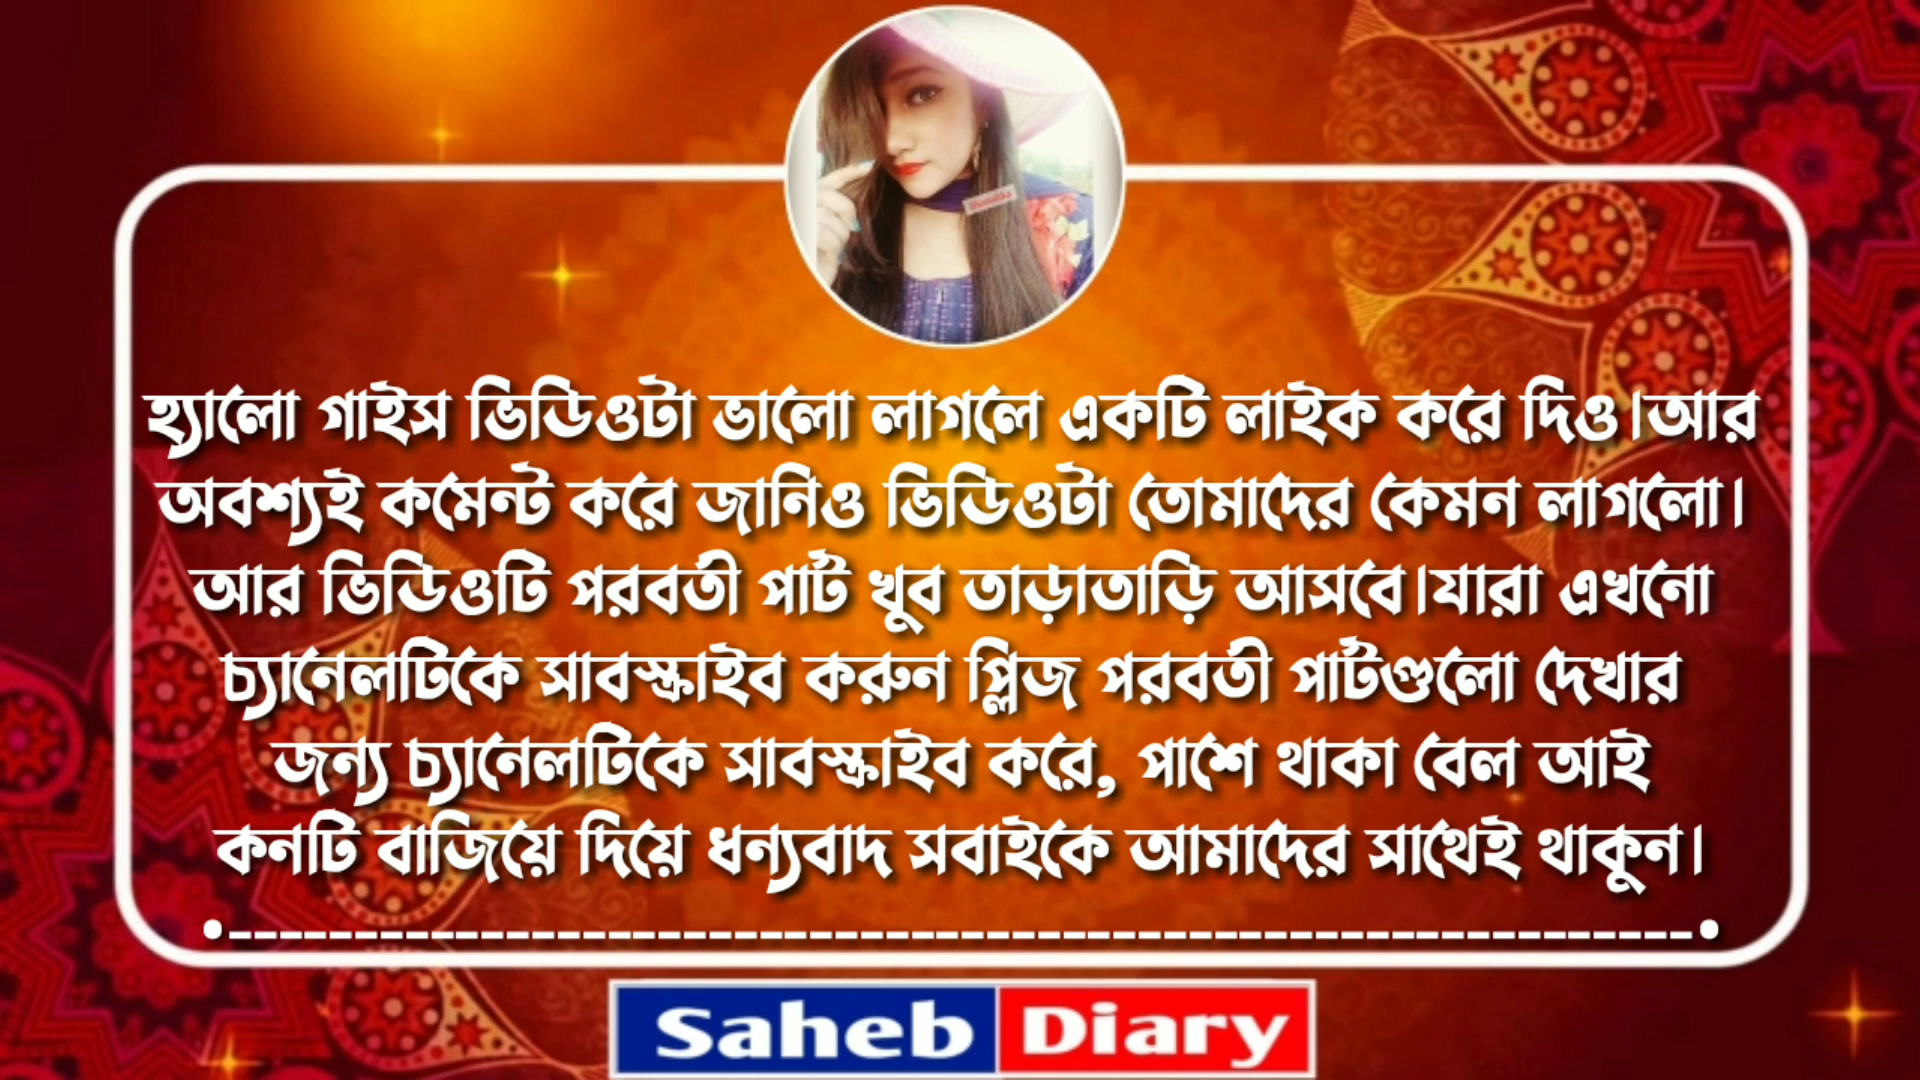 হ্যালো গাইস ভিডিওটা ভালো লাগলে একটি লাইক করে দিও।আর
অবশ্যই কমেন্ট করে জানিও ভিডিওটা তোমাদের কেমন লাগলো।
আর ভিডিওটি পরবর্তী পার্ট খুব তাড়াতাড়ি আসবে।যারা এখনো
চ্যানেলটিকে সাবস্ক্রাইব করুন প্লিজ পরবর্তী পার্টগুলো দেখার
জন্য চ্যানেলটিকে সাবস্ক্রাইব করে, পাশে থাকা বেল আই
কনটি বাজিয়ে দিয়ে ধন্যবাদ সবাইকে আমাদের সাথেই থাকুন।
Saheb Diary